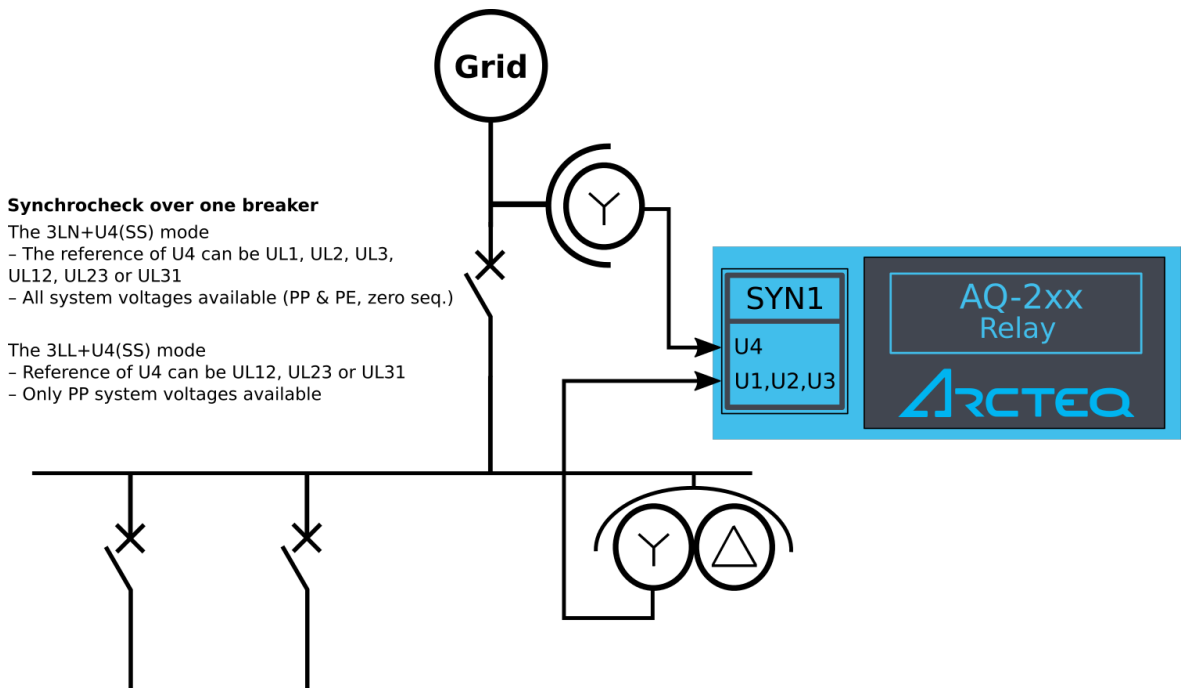 Grid
Synchrocheck over one breaker
The 3LN+U4(SS) mode
– The reference of U4 can be UL1, UL2, UL3,
UL12, UL23 or UL31
– All system voltages available (PP & PE, zero seq.)
The 3LL+U4(SS) mode
– Reference of U4 can be UL12, UL23 or UL31
– Only PP system voltages available
SYN1
U4
U1,U2,U3
AQ-2xx
Relay
ARCTEQ